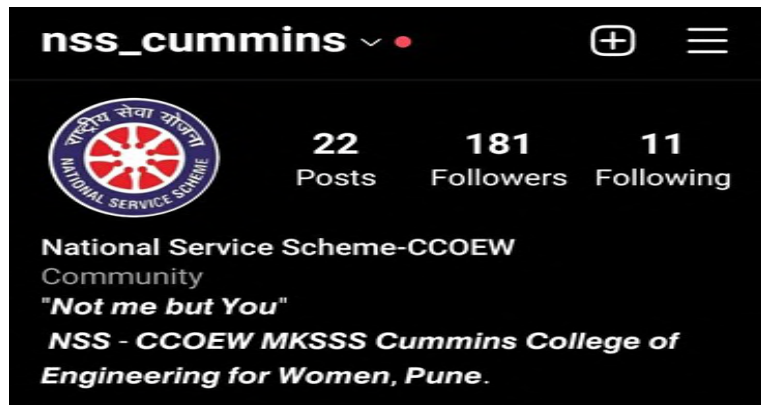 nss_cummins
राष्ट्रीय सेवा योजना
NATIONAL SERVICE SCHEME
22 181 11
Posts Followers Following
National Service Scheme-CCOEW
Community
"Not me but You"
NSS - CCOEW MKSSS Cummins College of
Engineering for Women, Pune.